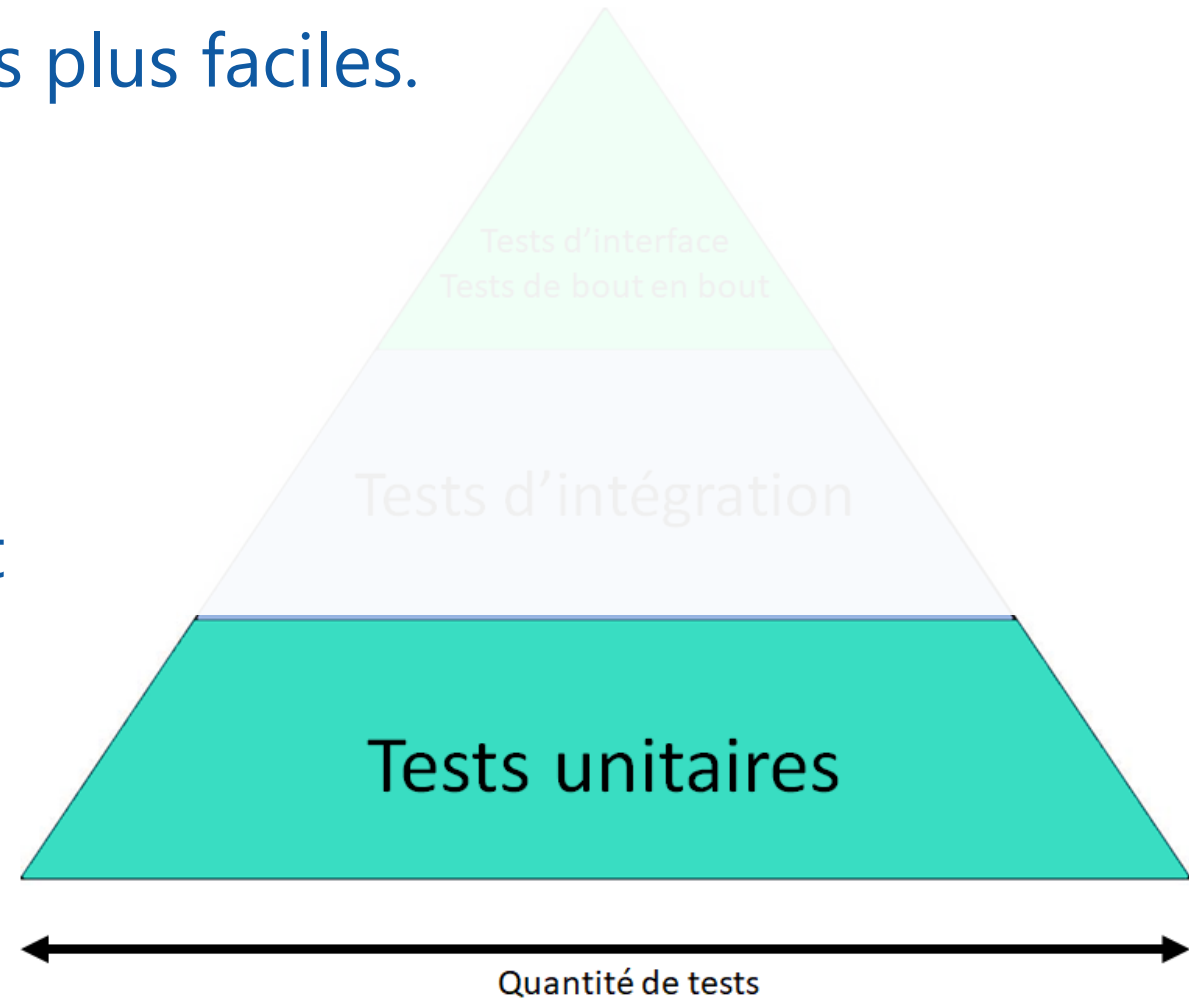 s plus faciles.
Tests d'interface
Tests de bout en bout
Tests d'intégration
t
Tests unitaires
Quantité de tests